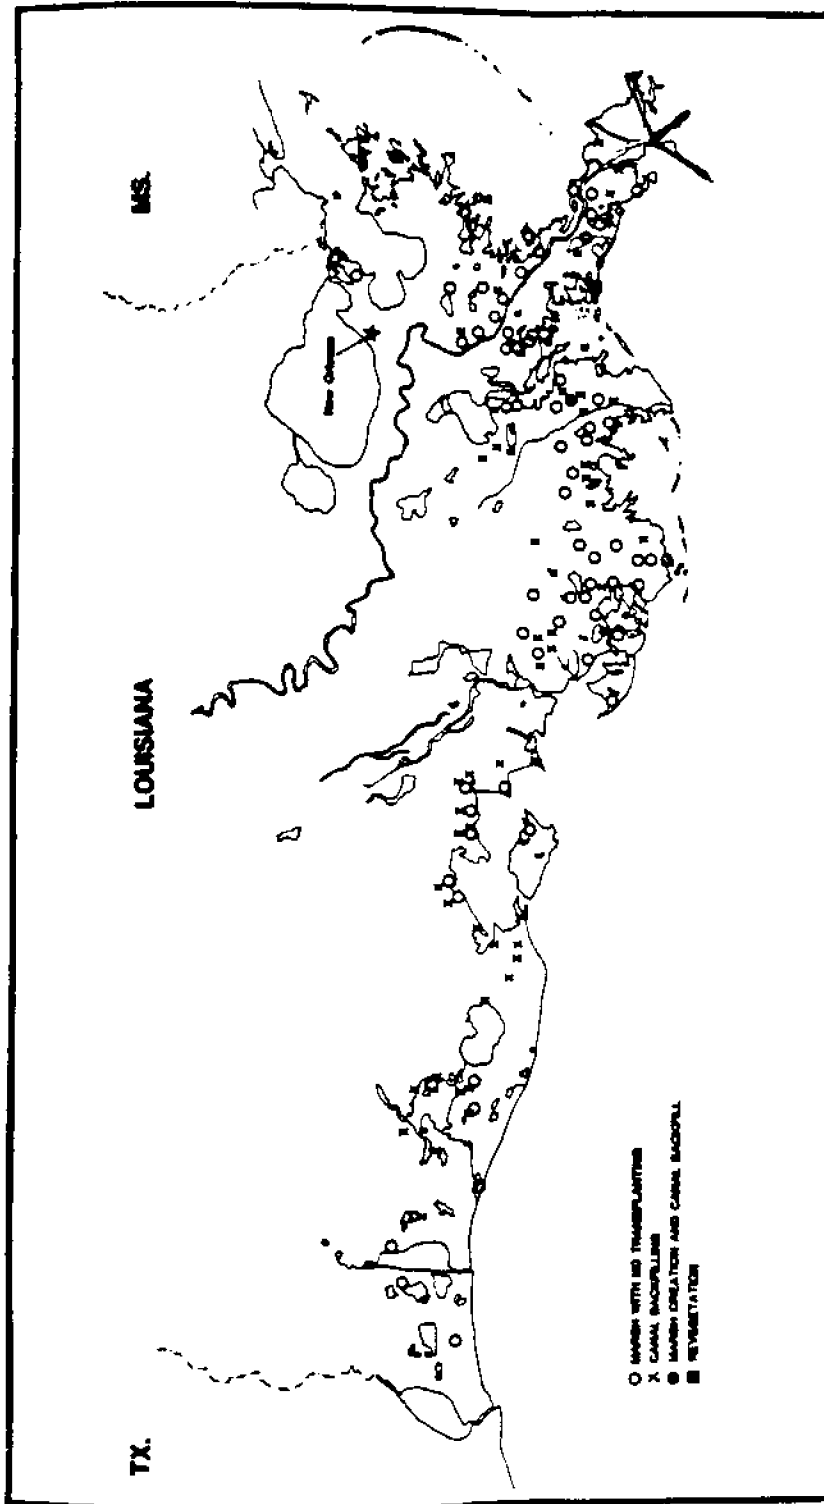 TX.
LOUISIANA
MS.
New Orleans
MARSH WITH NO TRANSPLANTING
CANAL BACKFILLING
MARSH CREATION AND CANAL BACKFILL
REVEGETATION